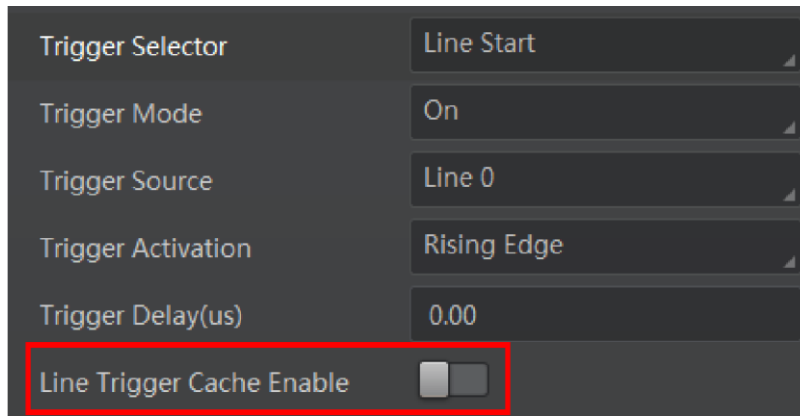 Trigger Selector Line Start
Trigger Mode On
Trigger Source Line 0
Trigger Activation Rising Edge
Trigger Delay(us) 0.00
Line Trigger Cache Enable